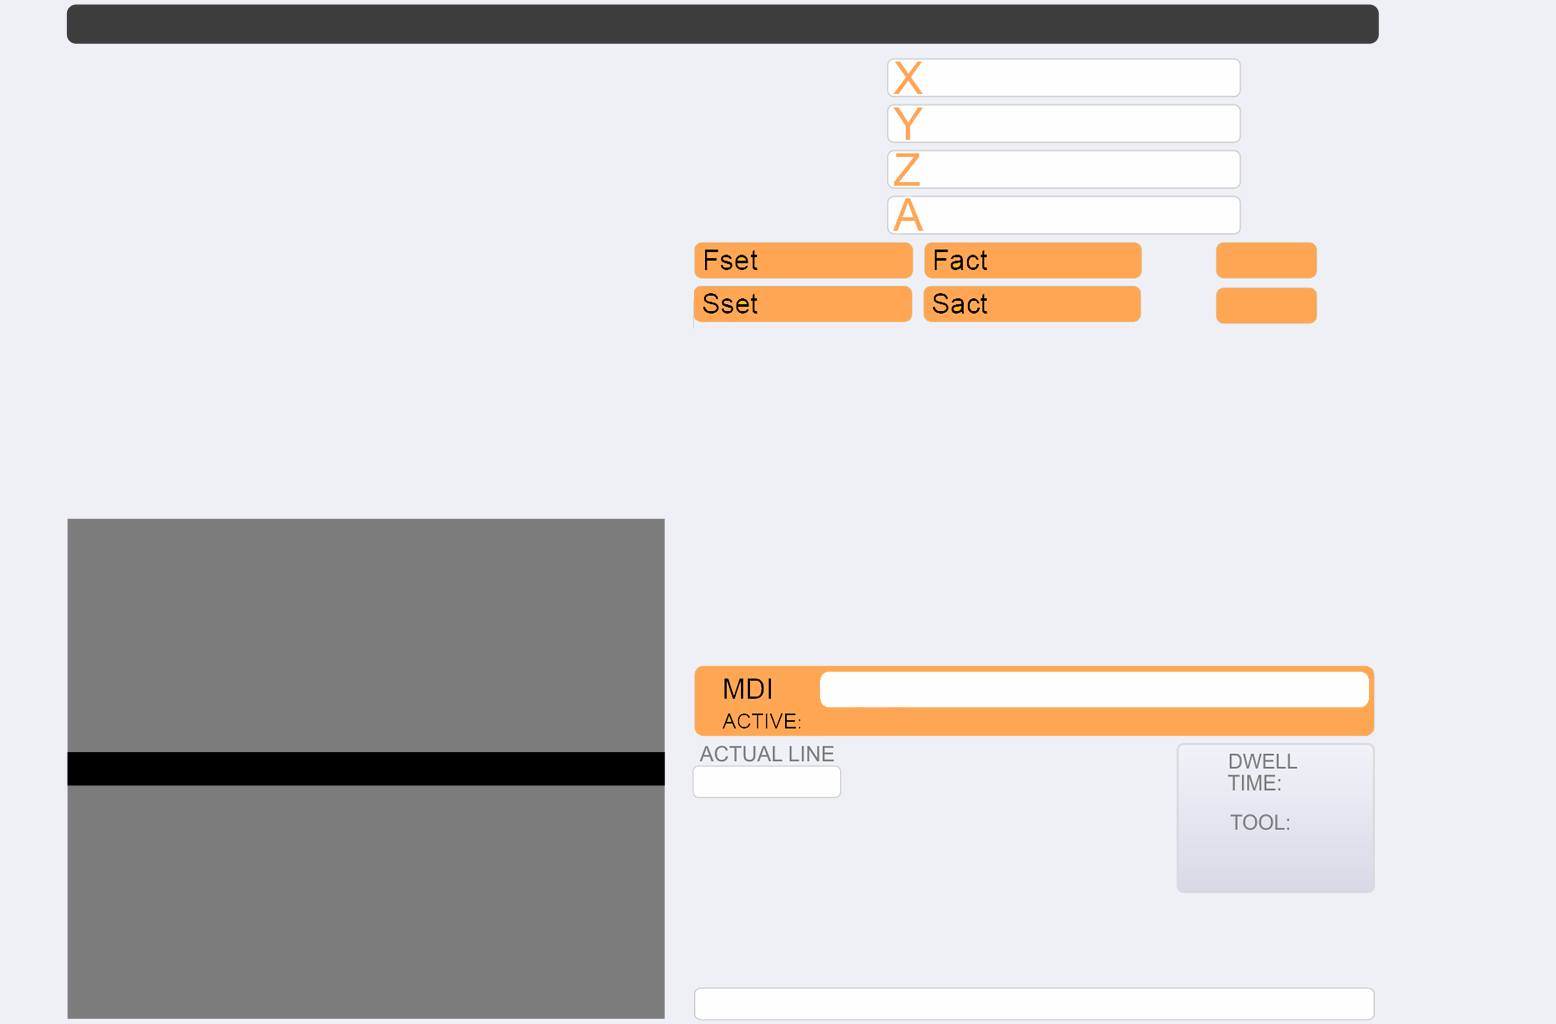 X
Y
Z
A
Fset Fact
Sset Sact
MDI
ACTIVE:
ACTUAL LINE
DWELL
TIME:
TOOL: